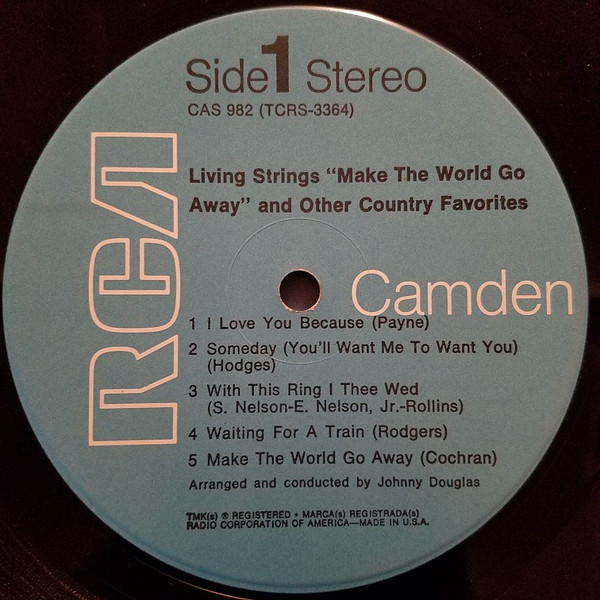 Side 1 Stereo
CAS 982 (TCRS-3364)
Living Strings "Make The World Go
Away" and Other Country Favorites
RCA
Camden
1 I Love You Because (Payne)
2 Someday (You'll Want Me To Want You)
(Hodges)
3 With This Ring I Thee Wed
(S. Nelson-E. Nelson, Jr.-Rollins)
4 Waiting For A Train (Rodgers)
5 Make The World Go Away (Cochran)
Arranged and conducted by Johnny Douglas
TMK(s) ® REGISTERED • MARCA(s) REGISTRADA(s)
RADIO CORPORATION OF AMERICA—MADE IN U.S.A.